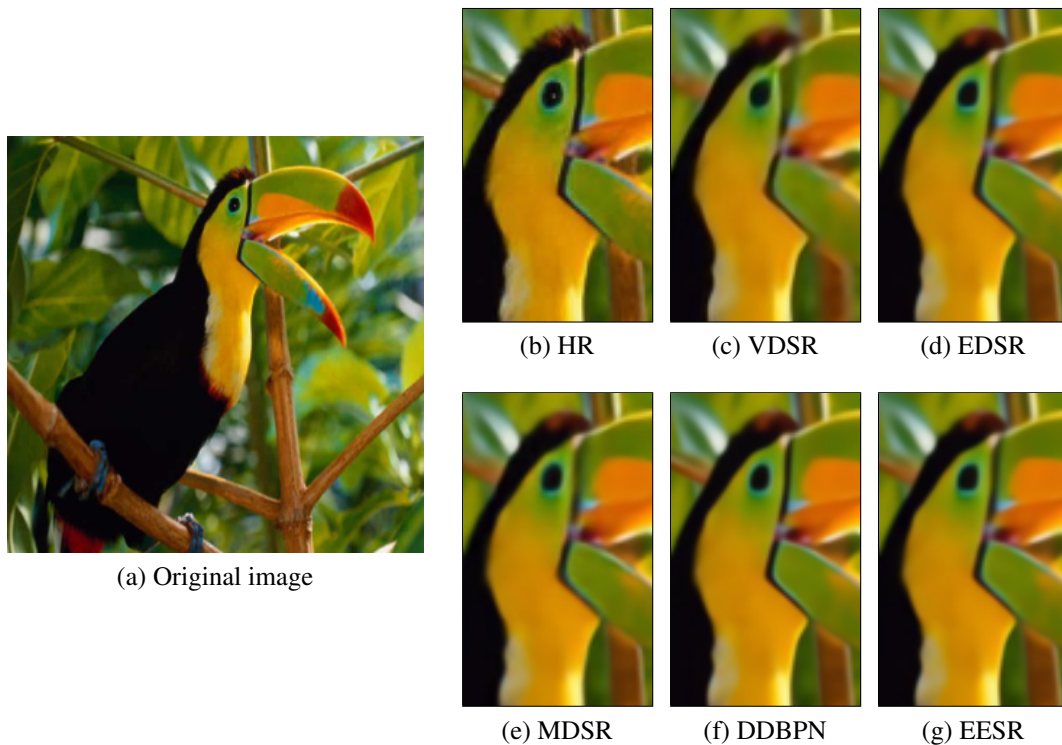 (a) Original image
(b) HR
(c) VDSR
(d) EDSR
(e) MDSR
(f) DDBPN
(g) EESR